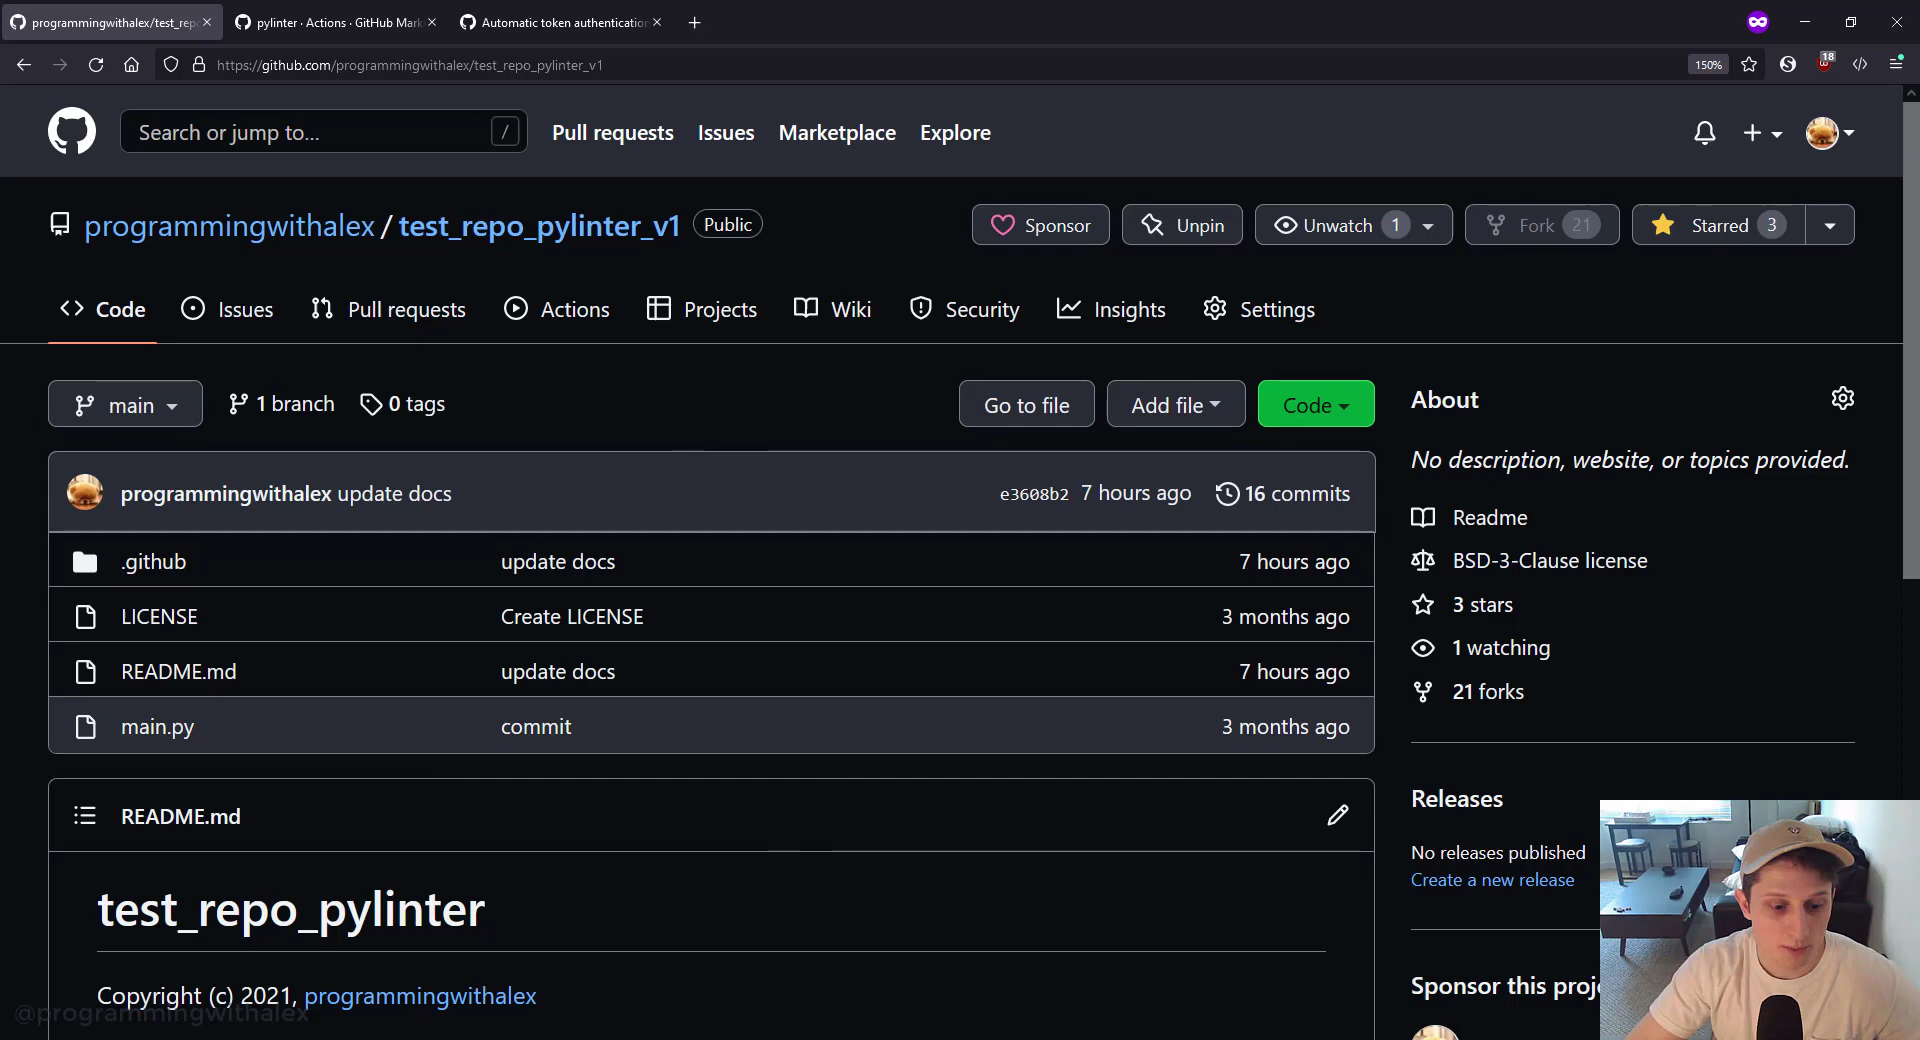 programmingwithalex/test_repo
pylinter · Actions · GitHub Mark
Automatic token authentication
https://github.com/programmingwithalex/test_repo_pylinter_v1
150%
18
Search or jump to...
/
Pull requests
Issues
Marketplace
Explore
programmingwithalex / test_repo_pylinter_v1
Public
Sponsor
Unpin
Unwatch 1
Fork 21
Starred 3
Code
Issues
Pull requests
Actions
Projects
Wiki
Security
Insights
Settings
main
1 branch
0 tags
Go to file
Add file
Code
programmingwithalex update docs
e3608b2 7 hours ago
16 commits
.github update docs 7 hours ago
LICENSE Create LICENSE 3 months ago
README.md update docs 7 hours ago
main.py commit 3 months ago
README.md
test_repo_pylinter
Copyright (c) 2021, programmingwithalex
@programmingwithalex
About
No description, website, or topics provided.
Readme
BSD-3-Clause license
3 stars
1 watching
21 forks
Releases
No releases published
Create a new release
Sponsor this proje